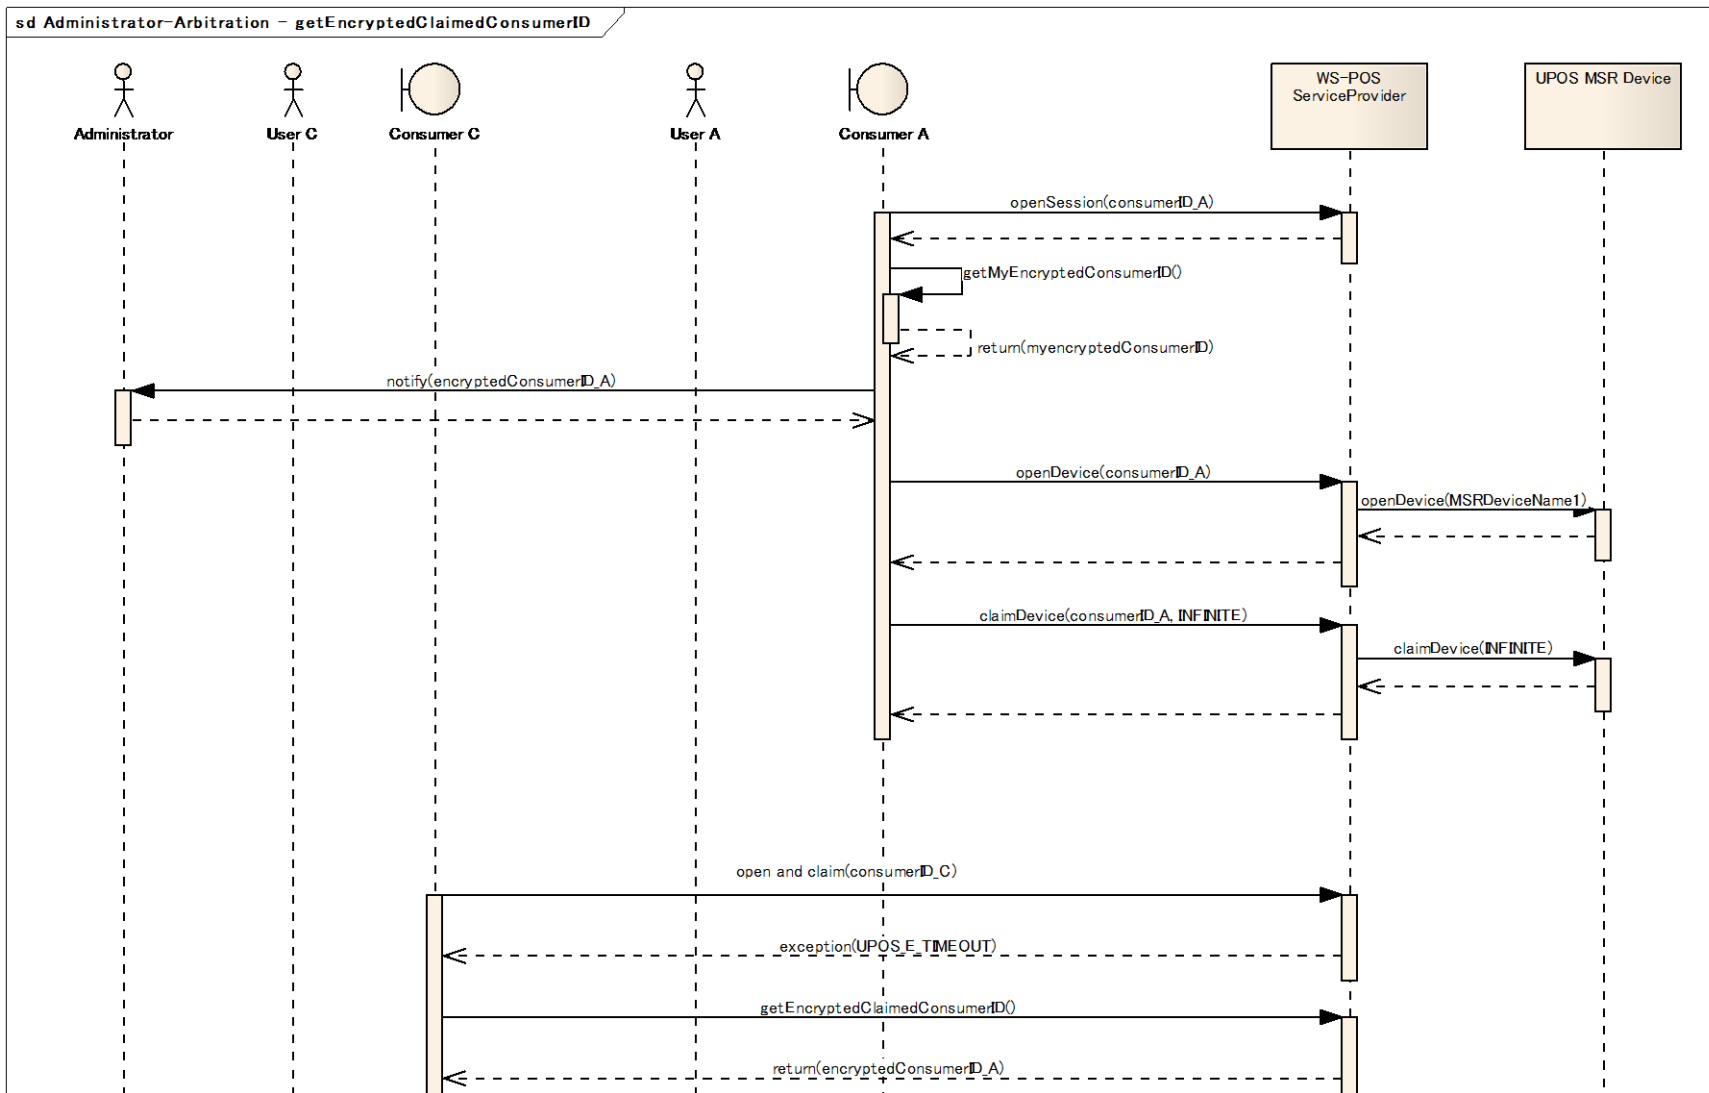 sd Administrator-Arbitration - getEncryptedClaimedConsumerID
Administrator
User C
Consumer C
User A
Consumer A
WS-POS
ServiceProvider
UPOS MSR Device
openSession(consumerID_A)
getMyEncryptedConsumerID()
return(myencryptedConsumerID)
notify(encryptedConsumerID_A)
openDevice(consumerID_A)
openDevice(MSRDeviceName1)
claimDevice(consumerID_A, INFINITE)
claimDevice(INFINITE)
open and claim(consumerID_C)
exception(UPOS_E_TIMEOUT)
getEncryptedClaimedConsumerID()
return(encryptedConsumerID_A)